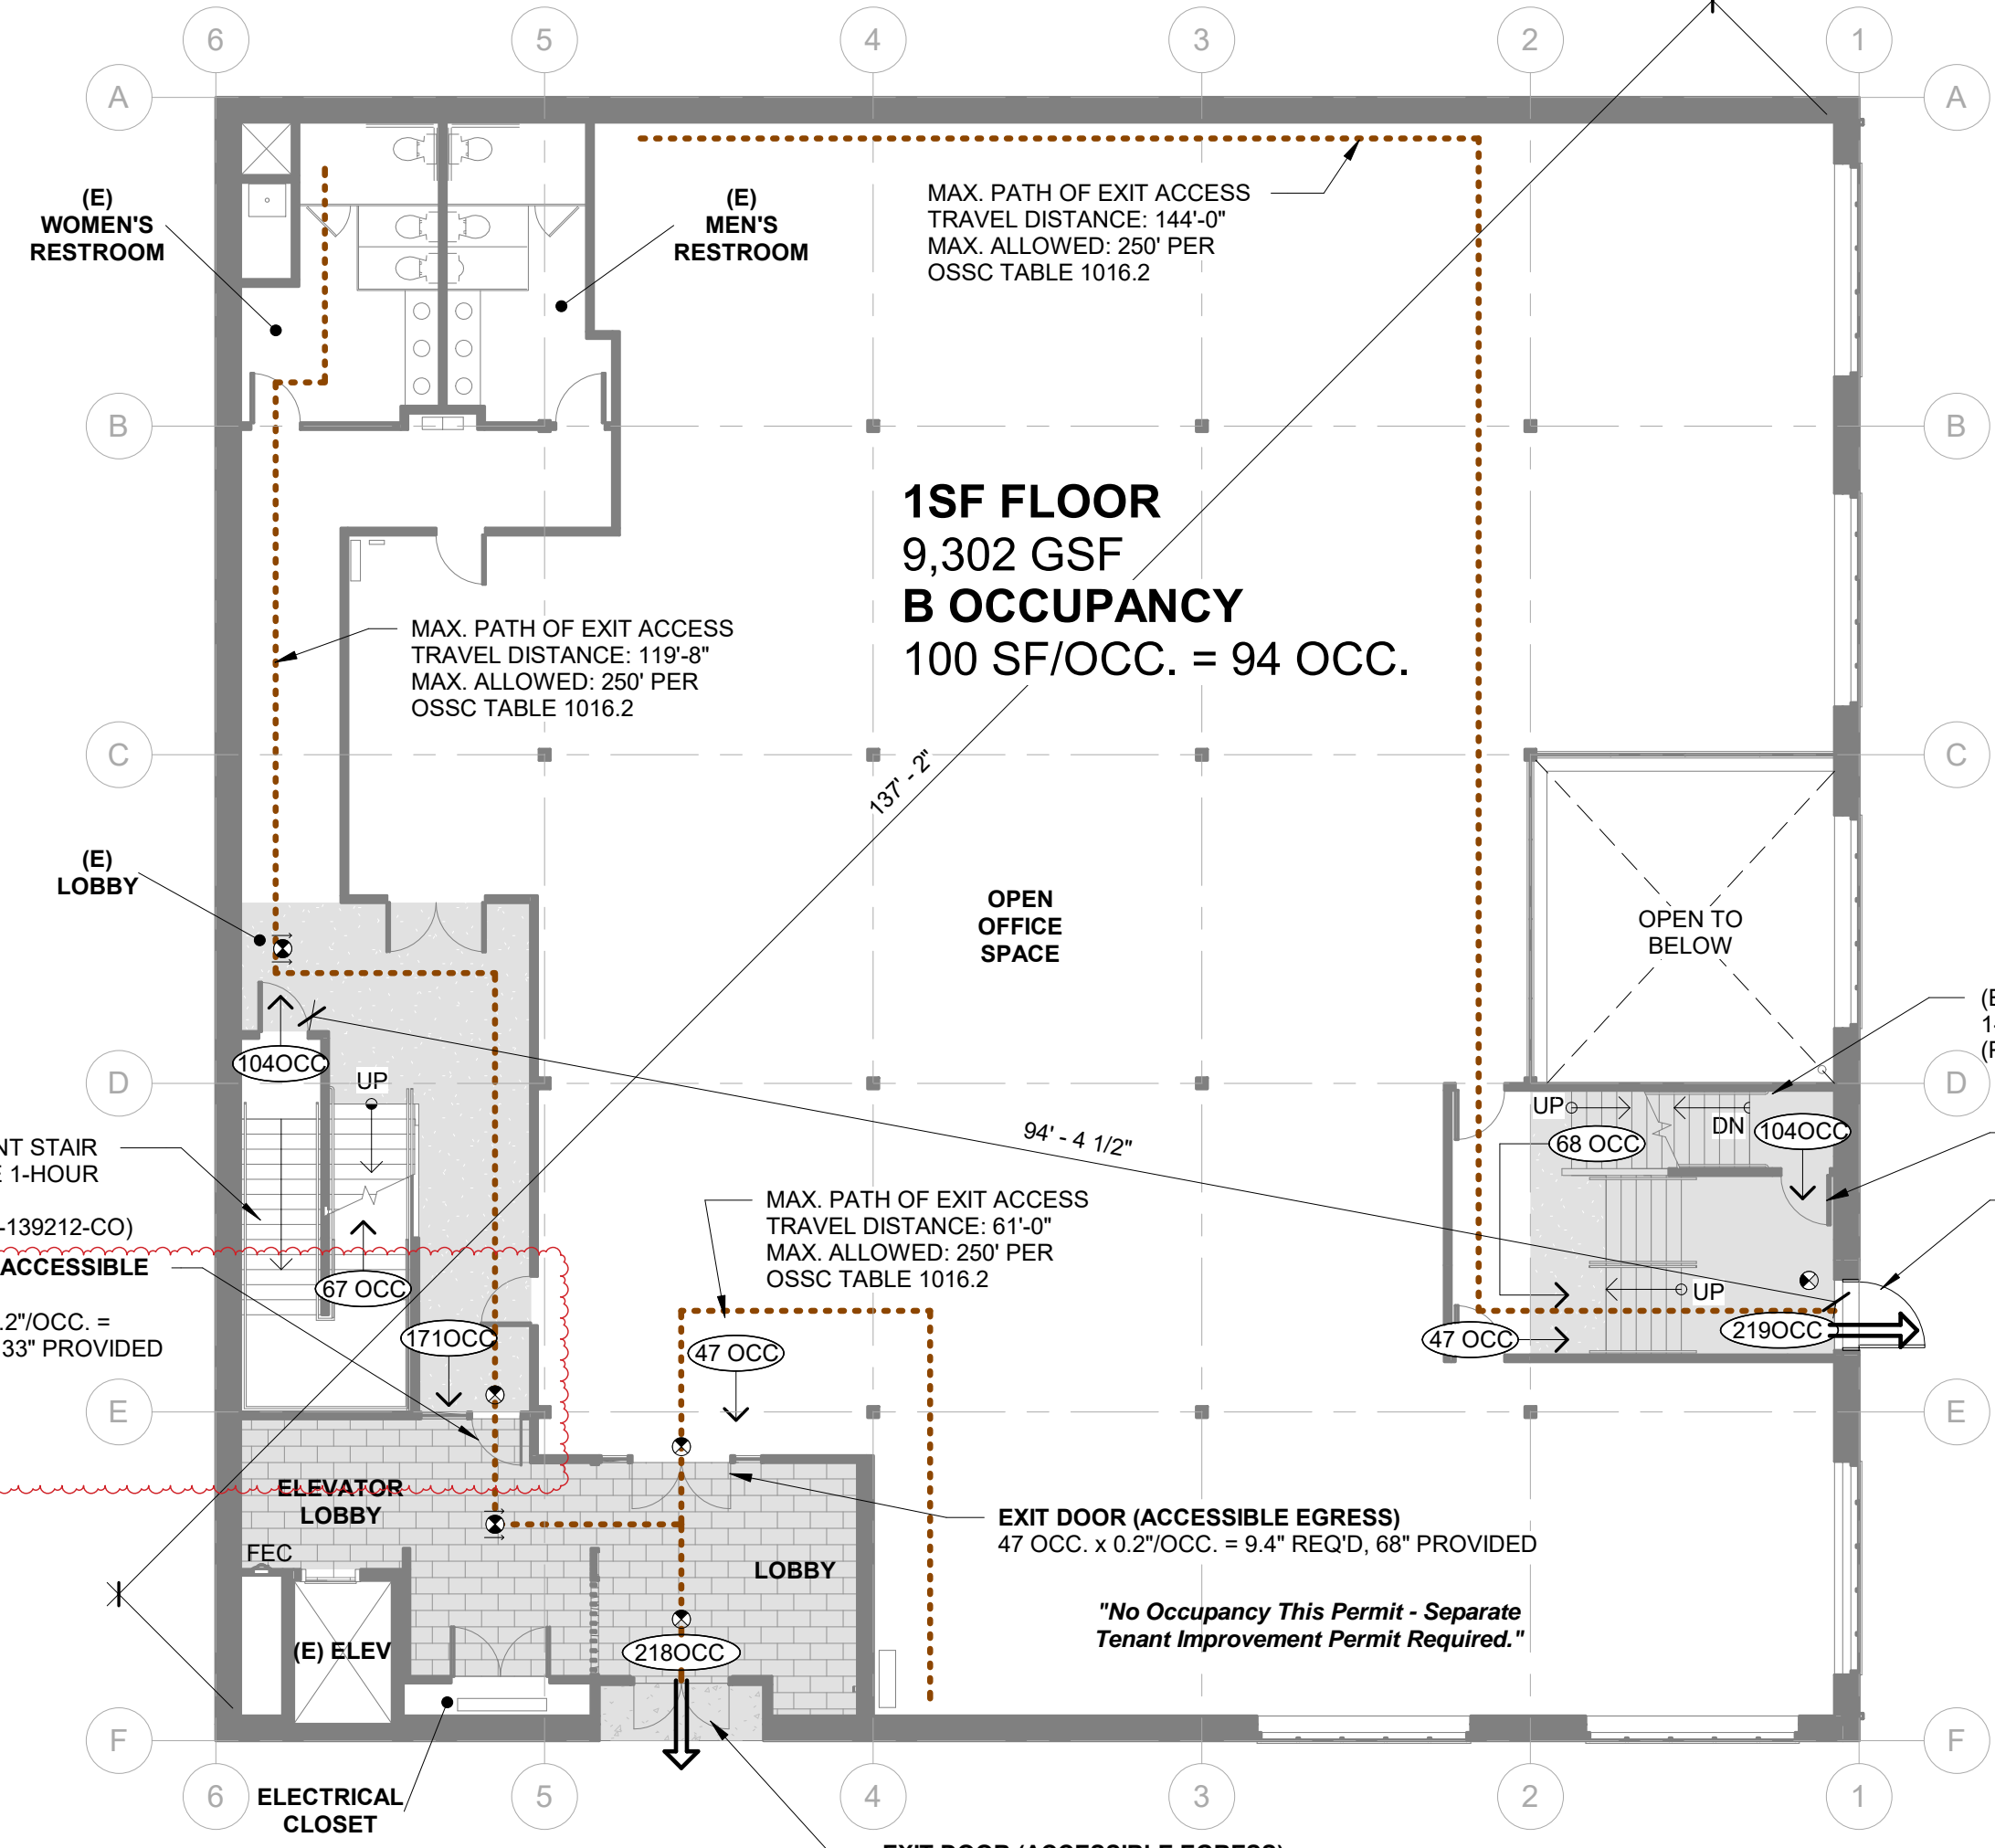 6
5
4
3
2
1
A
A
(E)
WOMEN'S
RESTROOM
(E)
MEN'S
RESTROOM
MAX. PATH OF EXIT ACCESS
TRAVEL DISTANCE: 144'-0"
MAX. ALLOWED: 250' PER
OSSC TABLE 1016.2
B
B
1SF FLOOR
9,302 GSF
B OCCUPANCY
100 SF/OCC. = 94 OCC.
MAX. PATH OF EXIT ACCESS
TRAVEL DISTANCE: 119'-8"
MAX. ALLOWED: 250' PER
OSSC TABLE 1016.2
C
C
137' - 2"
(E)
LOBBY
OPEN
OFFICE
SPACE
OPEN TO
BELOW
104OCC
D
UP
D
UP
DN
104OCC
68 OCC
94' - 4 1/2"
NT STAIR
1-HOUR
-139212-CO)
ACCESSIBLE
.2"/OCC. =
33" PROVIDED
67 OCC
171OCC
MAX. PATH OF EXIT ACCESS
TRAVEL DISTANCE: 61'-0"
MAX. ALLOWED: 250' PER
OSSC TABLE 1016.2
47 OCC
UP
47 OCC
219OCC
E
E
ELEVATOR
LOBBY
FEC
LOBBY
EXIT DOOR (ACCESSIBLE EGRESS)
47 OCC. x 0.2"/OCC. = 9.4" REQ'D, 68" PROVIDED
"No Occupancy This Permit - Separate
Tenant Improvement Permit Required."
(E) ELEV
218OCC
F
F
ELECTRICAL
CLOSET
6
5
4
3
2
1
EXIT DOOR (ACCESSIBLE EGRESS)